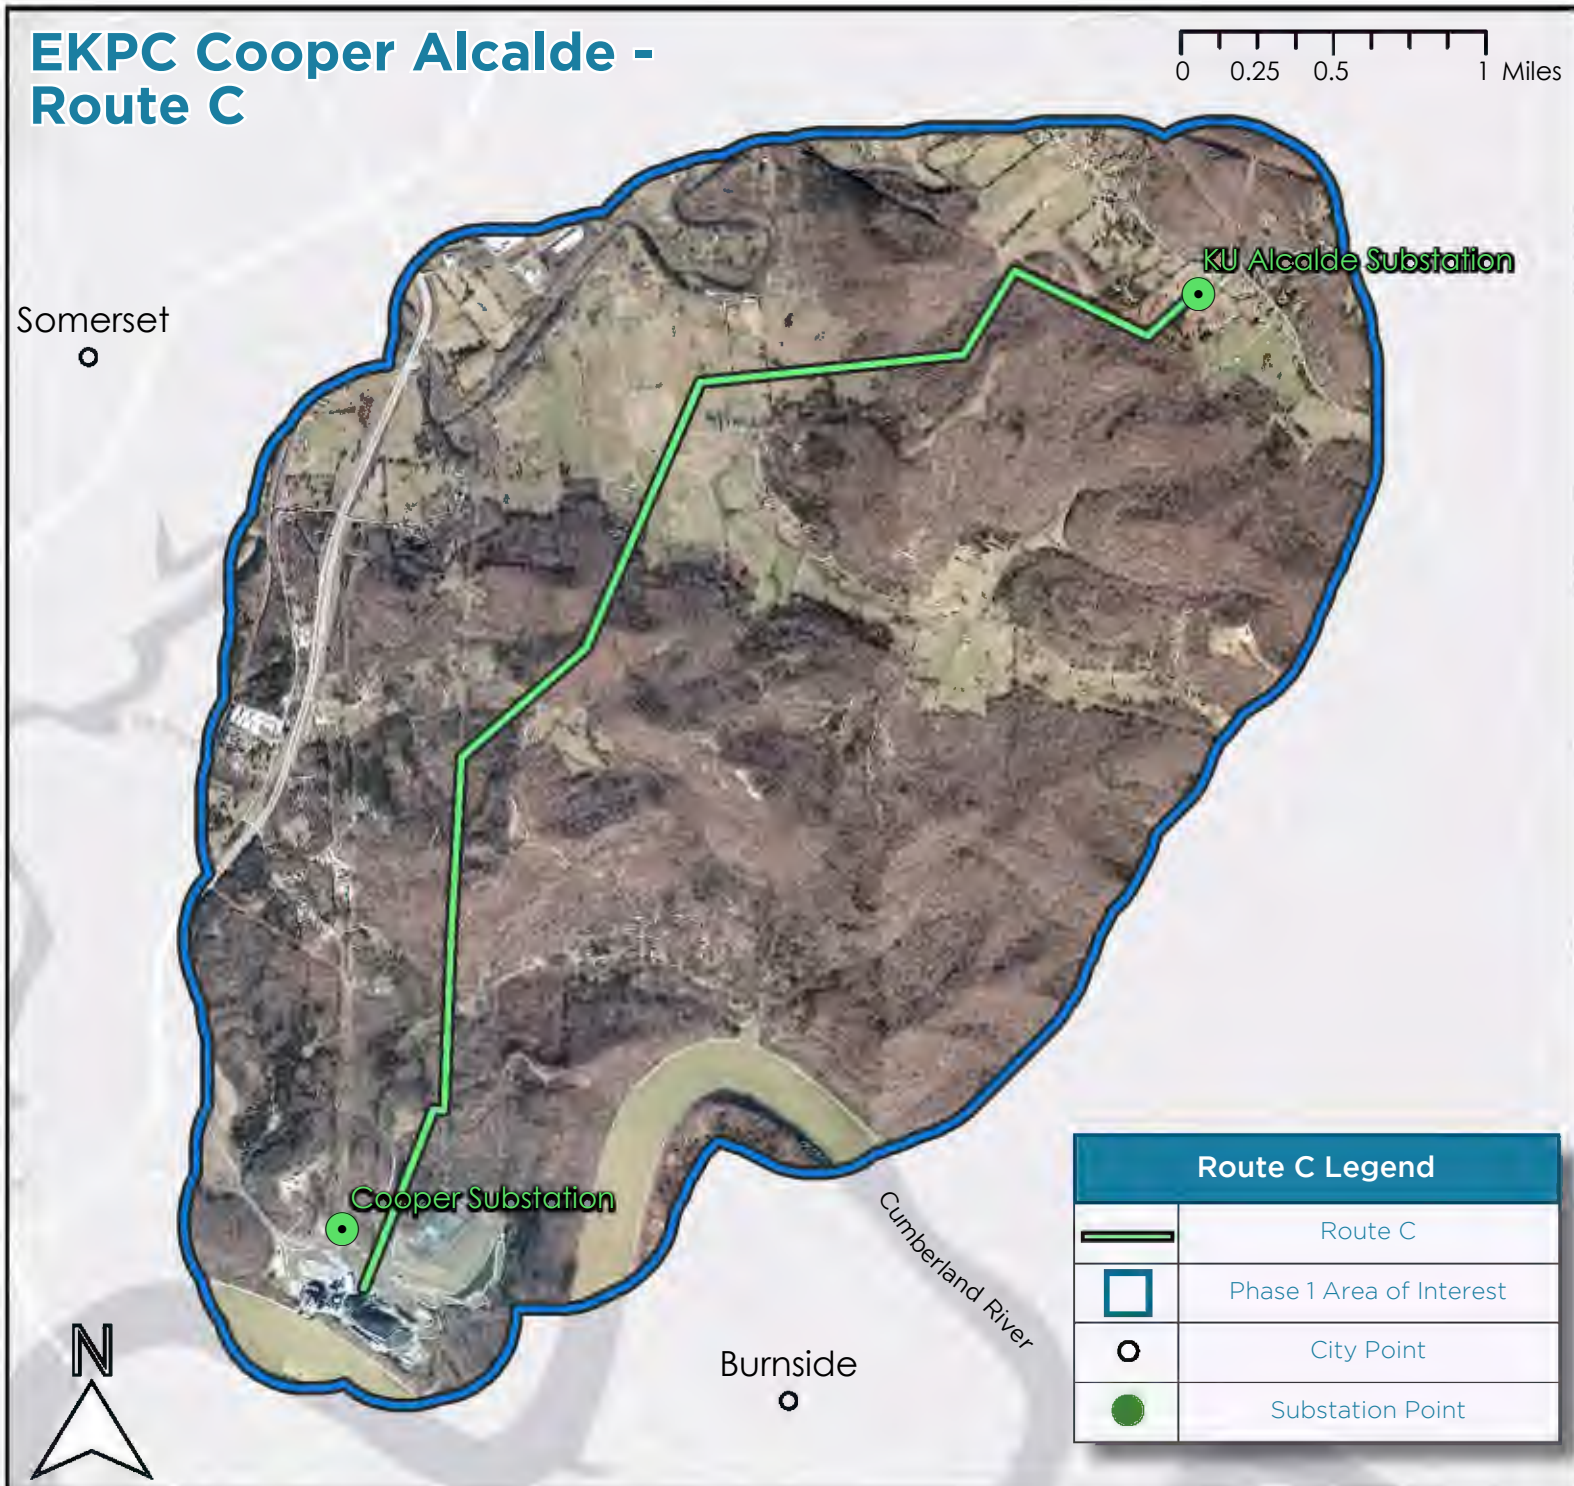 EKPC Cooper Alcalde -
Route C
0 0.25 0.5 1 Miles
KU Alcalde Substation
Somerset
Cooper Substation
Cumberland River
Burnside
N
Route C Legend
Route C
Phase 1 Area of Interest
City Point
Substation Point